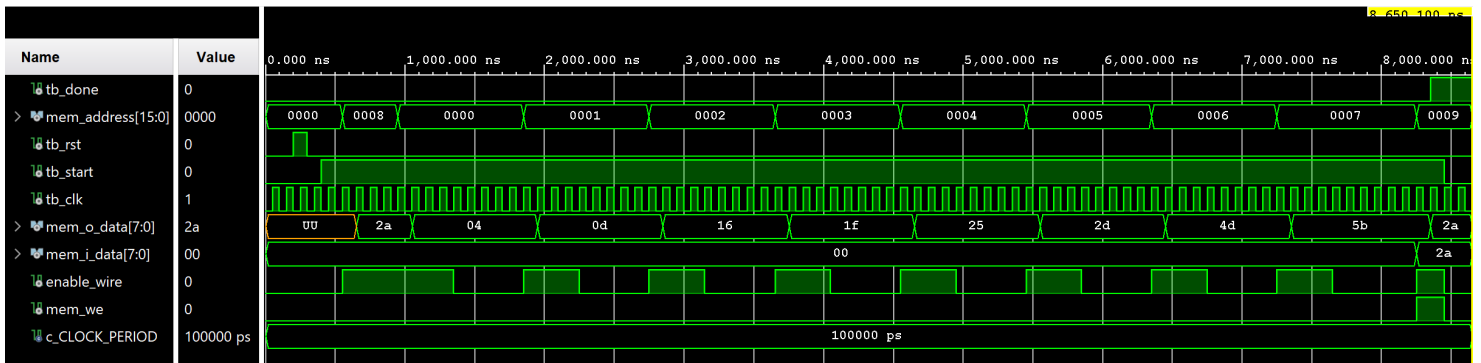 8,650.100 ns
Name Value
0.000 ns 1,000.000 ns 2,000.000 ns 3,000.000 ns 4,000.000 ns 5,000.000 ns 6,000.000 ns 7,000.000 ns 8,000.000 n
tb_done 0
mem_address[15:0] 0000 0000 0008 0000 0001 0002 0003 0004 0005 0006 0007 0009
tb_rst 0
tb_start 0
tb_clk 1
mem_o_data[7:0] 2a UU 2a 04 0d 16 1f 25 2d 4d 5b 2a
mem_i_data[7:0] 00 00 2a
enable_wire 0
mem_we 0
c_CLOCK_PERIOD 100000 ps 100000 ps